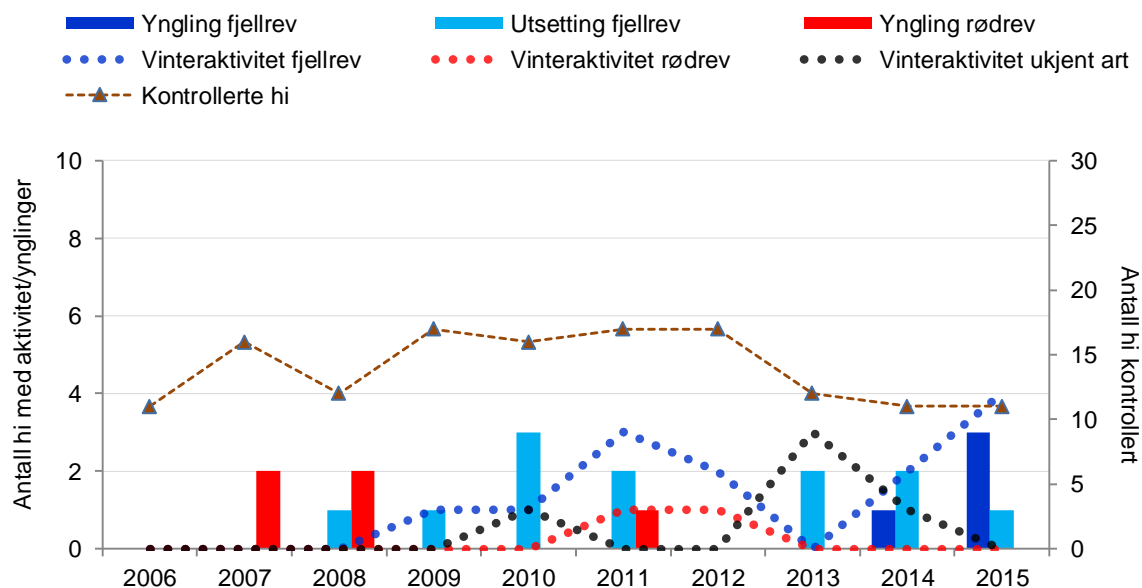 Yngling fjellrev Utsetting fjellrev Yngling rødrev
Vinteraktivitet fjellrev Vinteraktivitet rødrev Vinteraktivitet ukjent art
Kontrollerte hi
Antall hi med aktivitet/ynglinger
10
8
6
4
2
0
30
25
20
15
10
5
0
Antall hi kontrollert
2006 2007 2008 2009 2010 2011 2012 2013 2014 2015